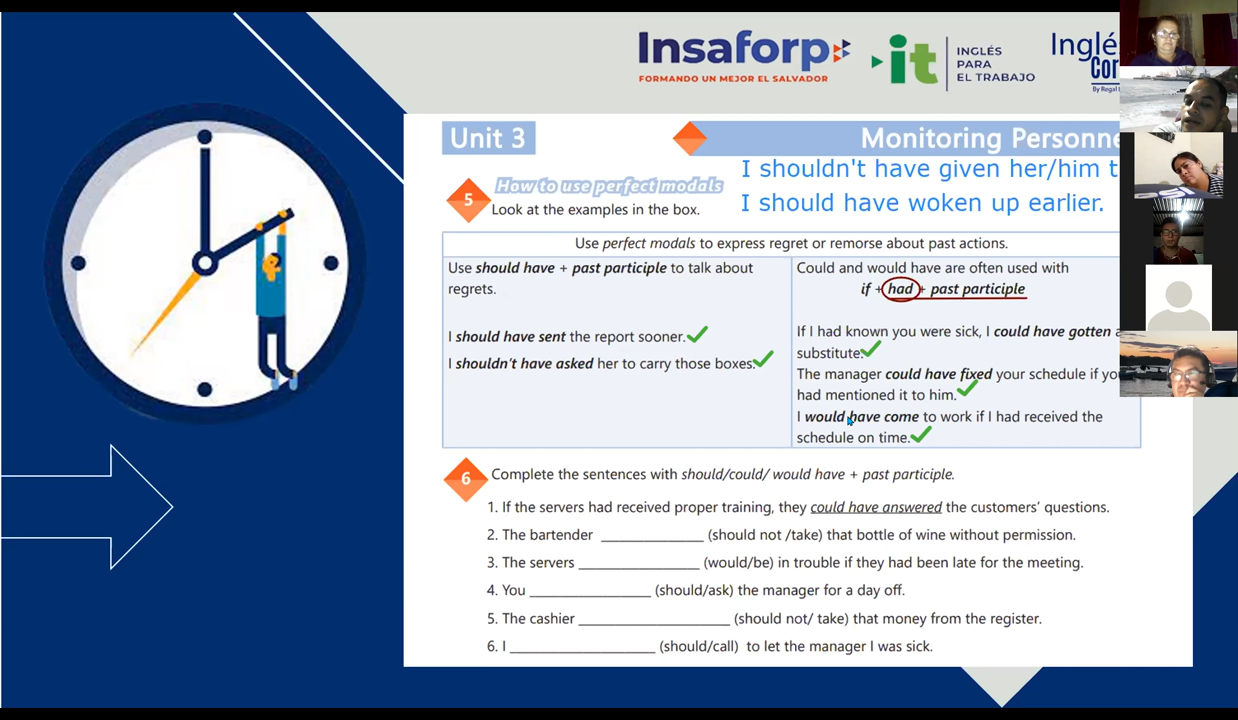 Insaforp
FORMANDO UN MEJOR EL SALVADOR
it
INGLÉS
PARA
EL TRABAJO
Inglé
Unit 3
Monitoring Personne
I shouldn't have given her/him t
I should have woken up earlier.
5
How to use perfect modals
Look at the examples in the box.
Use perfect modals to express regret or remorse about past actions.
Use should have + past participle to talk about
regrets.
I should have sent the report sooner.
I shouldn't have asked her to carry those boxes.
Could and would have are often used with
if + had + past participle
If I had known you were sick, I could have gotten a
substitute.
The manager could have fixed your schedule if you
had mentioned it to him.
I would have come to work if I had received the
schedule on time.
6
Complete the sentences with should/could/ would have + past participle.
1. If the servers had received proper training, they could have answered the customers' questions.
2. The bartender ______________ (should not /take) that bottle of wine without permission.
3. The servers ________________ (would/be) in trouble if they had been late for the meeting.
4. You ________________ (should/ask) the manager for a day off.
5. The cashier ____________________ (should not/ take) that money from the register.
6. I ___________________ (should/call) to let the manager I was sick.